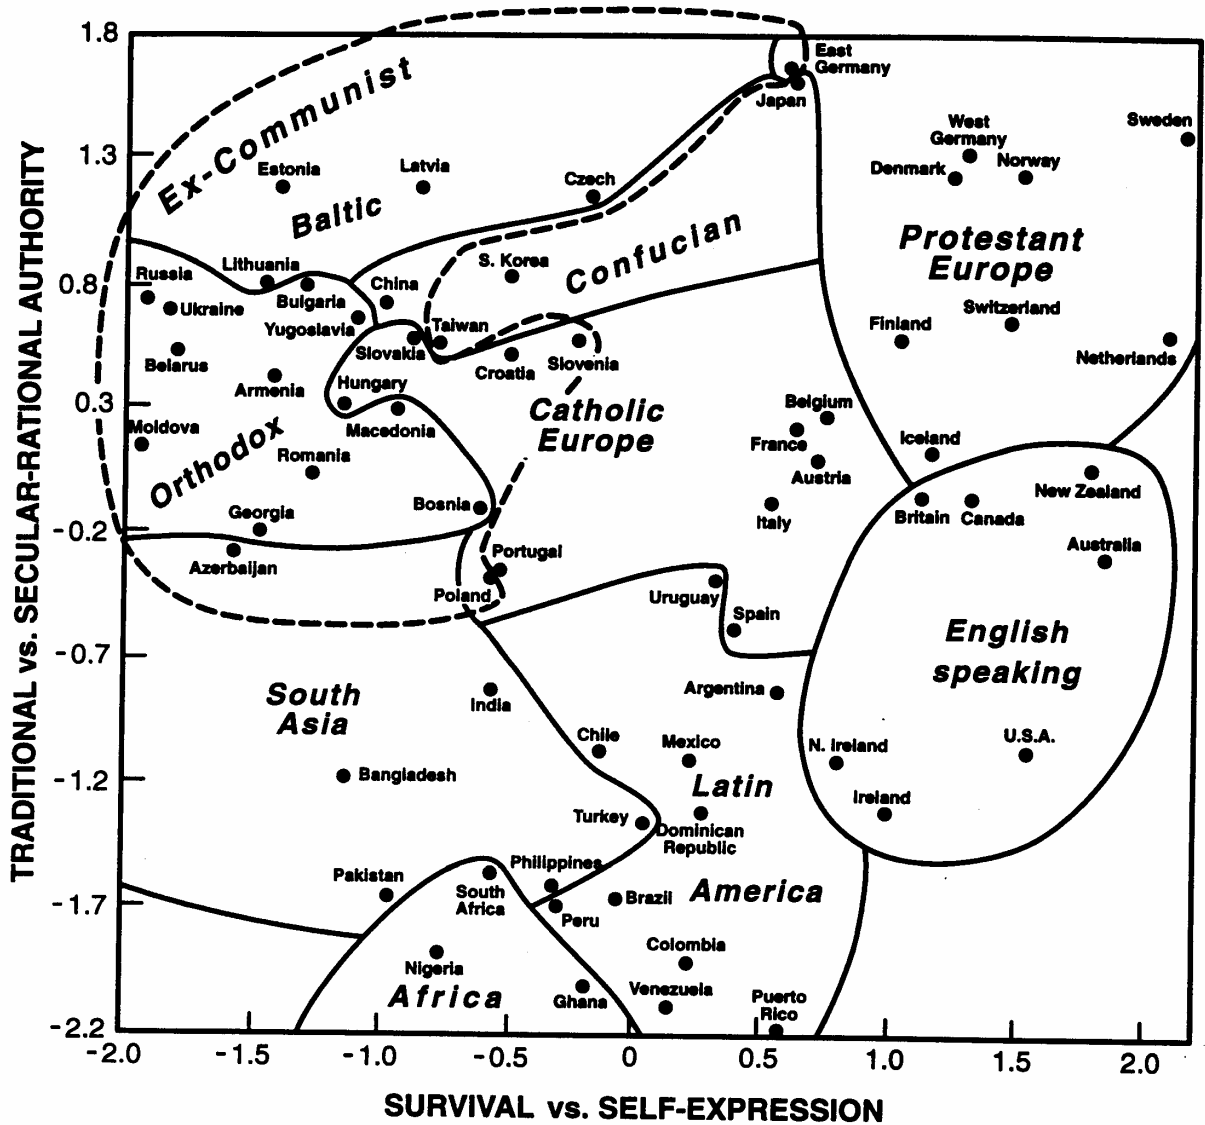 1.8
East
Germany
Japan
Ex-Communist
Sweden
West
Germany
Norway
Denmark
1.3
Estonia
Latvia
Czech
Baltic
Confucian
Protestant
Europe
S. Korea
Russia
Lithuania
0.8
China
Bulgaria
Ukraine
Yugoslavia
Taiwan
Slovakia
Switzerland
Finland
Netherlands
Belarus
Croatia
Slovenia
Armenia
Hungary
0.3
Macedonia
Catholic
Europe
Belgium
France
Austria
Iceland
Moldova
Orthodox
Romania
Italy
New Zealand
Britain
Canada
Bosnia
Georgia
-0.2
Azerbaijan
Portugal
Poland
Australia
Uruguay
Spain
English
speaking
-0.7
South
Asia
India
Argentina
Chile
Mexico
N. Ireland
U.S.A.
Bangladesh
-1.2
Latin
Ireland
Turkey
Dominican
Republic
Philippines
Pakistan
South
Africa
America
-1.7
Brazil
Peru
Nigeria
Africa
Colombia
Ghana
Venezuela
Puerto
Rico
-2.2
-2.0
-1.5
-1.0
-0.5
0
0.5
1.0
1.5
2.0
TRADITIONAL vs. SECULAR-RATIONAL AUTHORITY
SURVIVAL vs. SELF-EXPRESSION